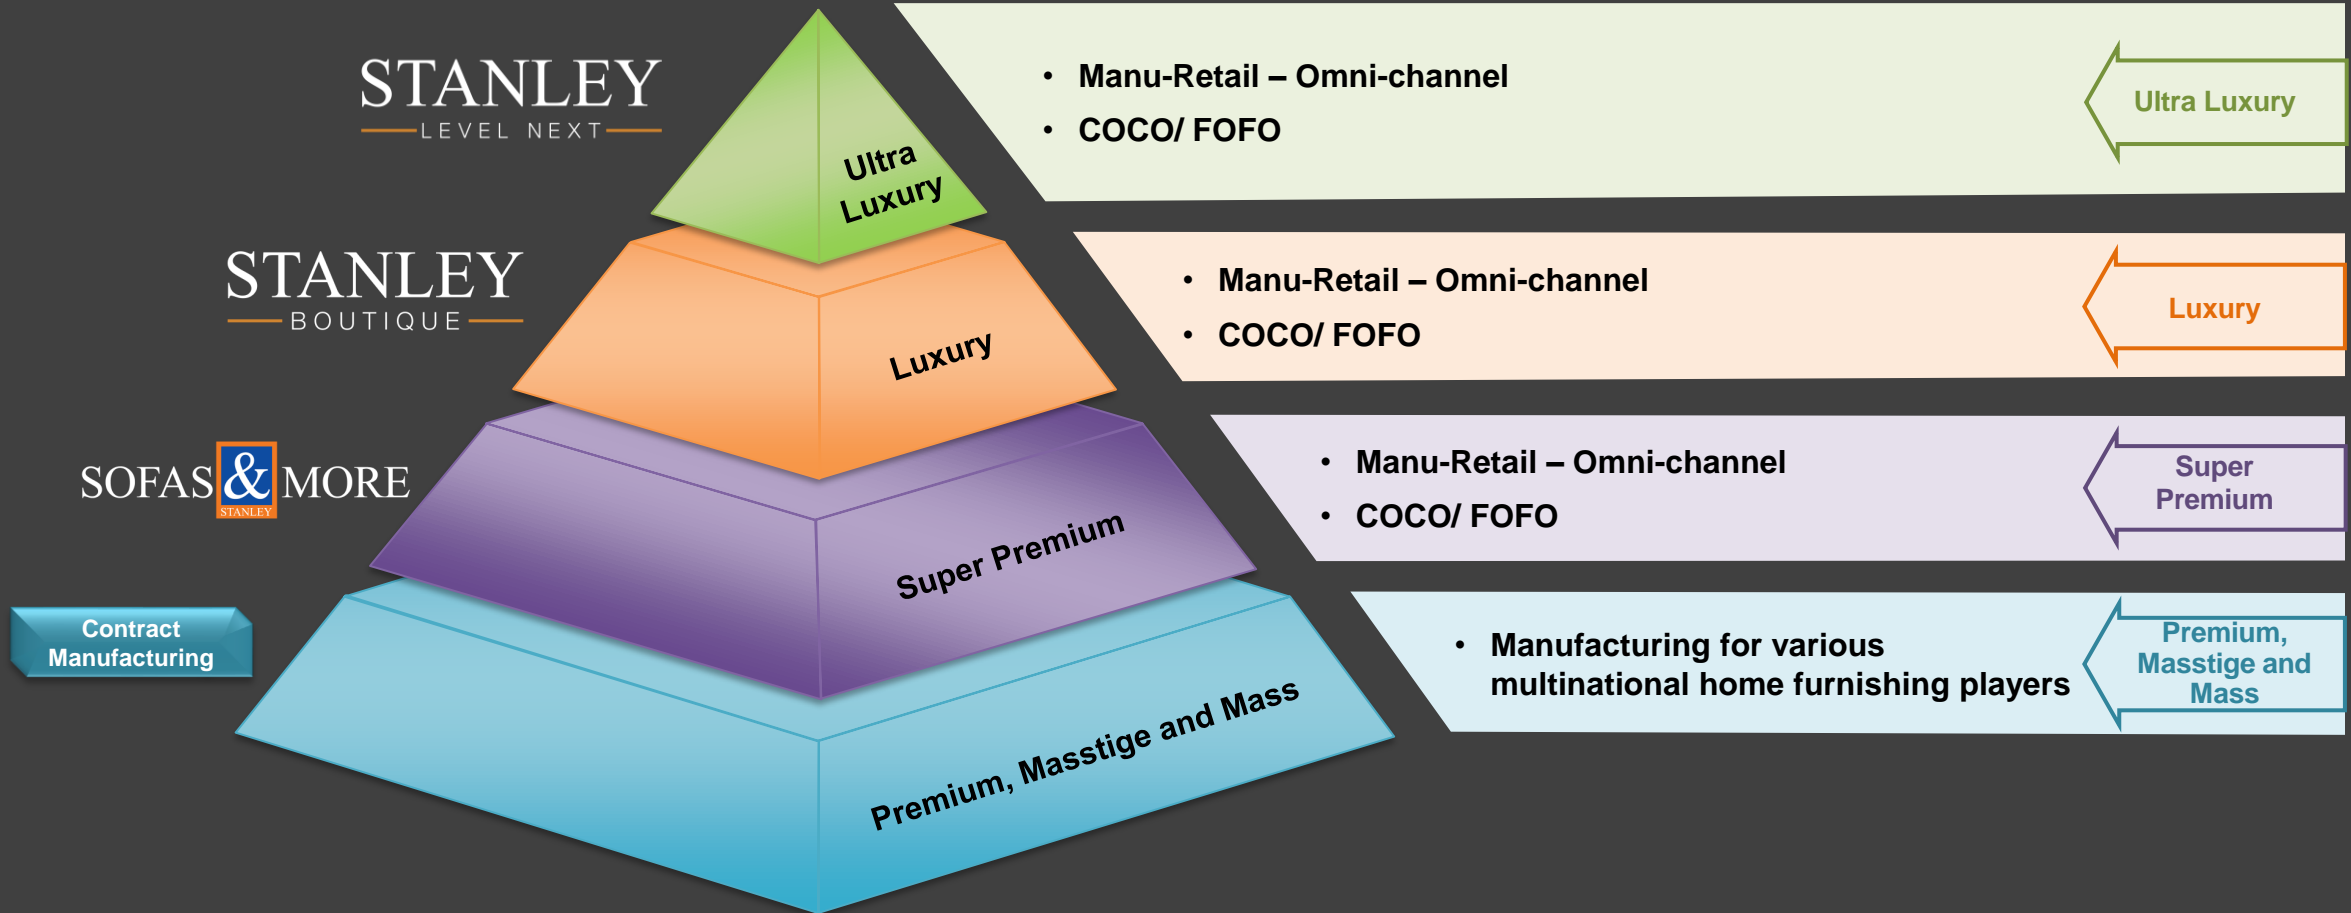 STANLEY
LEVEL NEXT
Ultra
Luxury
• Manu-Retail – Omni-channel
• COCO/ FOFO
Ultra Luxury
STANLEY
BOUTIQUE
Luxury
• Manu-Retail – Omni-channel
• COCO/ FOFO
Luxury
SOFAS & MORE
STANLEY
Super Premium
• Manu-Retail – Omni-channel
• COCO/ FOFO
Super
Premium
Contract
Manufacturing
Premium, Masstige and Mass
• Manufacturing for various
multinational home furnishing players
Premium,
Masstige and
Mass